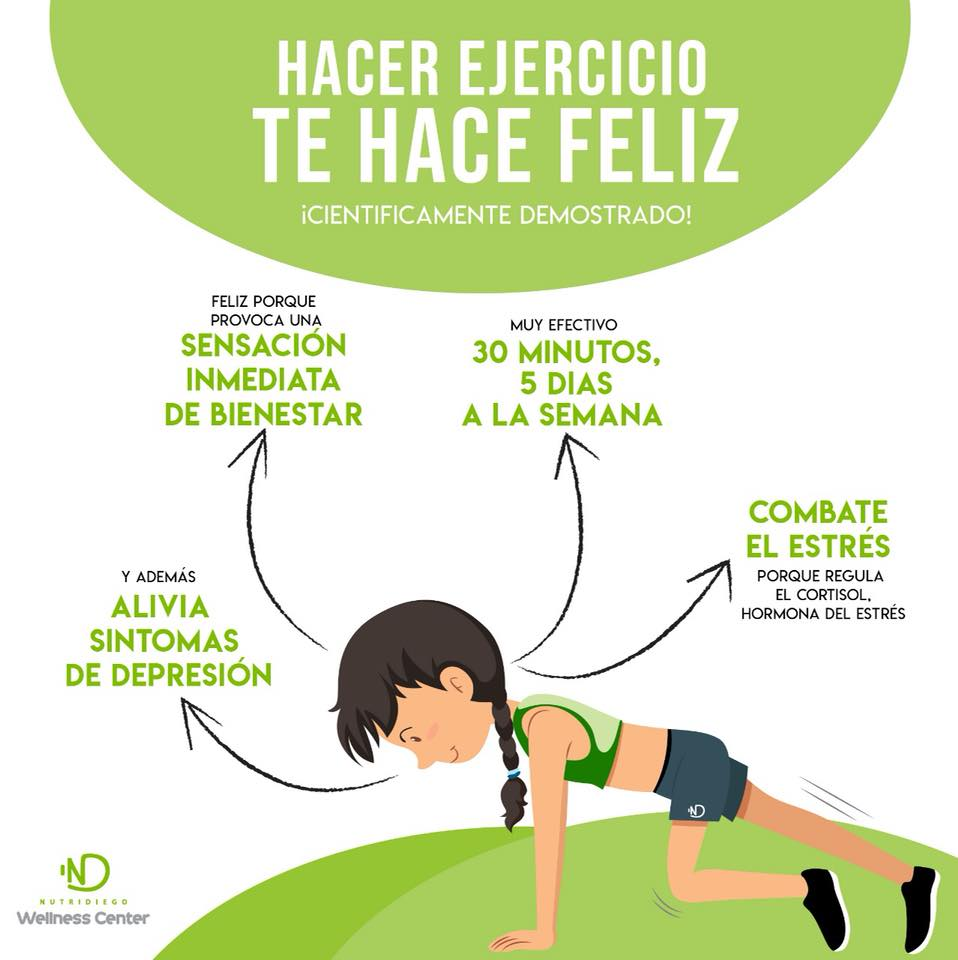 HACER EJERCICIO
TE HACE FELIZ
¡CIENTIFICAMENTE DEMOSTRADO!
FELIZ PORQUE
PROVOCA UNA
SENSACIÓN
INMEDIATA
DE BIENESTAR
MUY EFECTIVO
30 MINUTOS,
5 DIAS
A LA SEMANA
COMBATE
EL ESTRÉS
PORQUE REGULA
EL CORTISOL,
HORMONA DEL ESTRÉS
Y ADEMÁS
ALIVIA
SINTOMAS
DE DEPRESIÓN
ND
ND
NUTRIDIEGO
Wellness Center